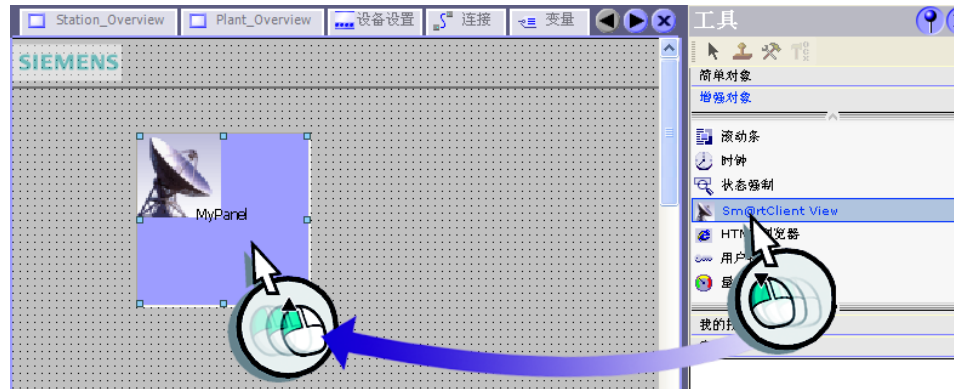 Station_Overview
Plant_Overview
设备设置
连接
变量
工具
SIEMENS
简单对象
增强对象
滚动条
时钟
状态强制
Sm@rtClient View
MyPanel
HTM
览器
用户
我的